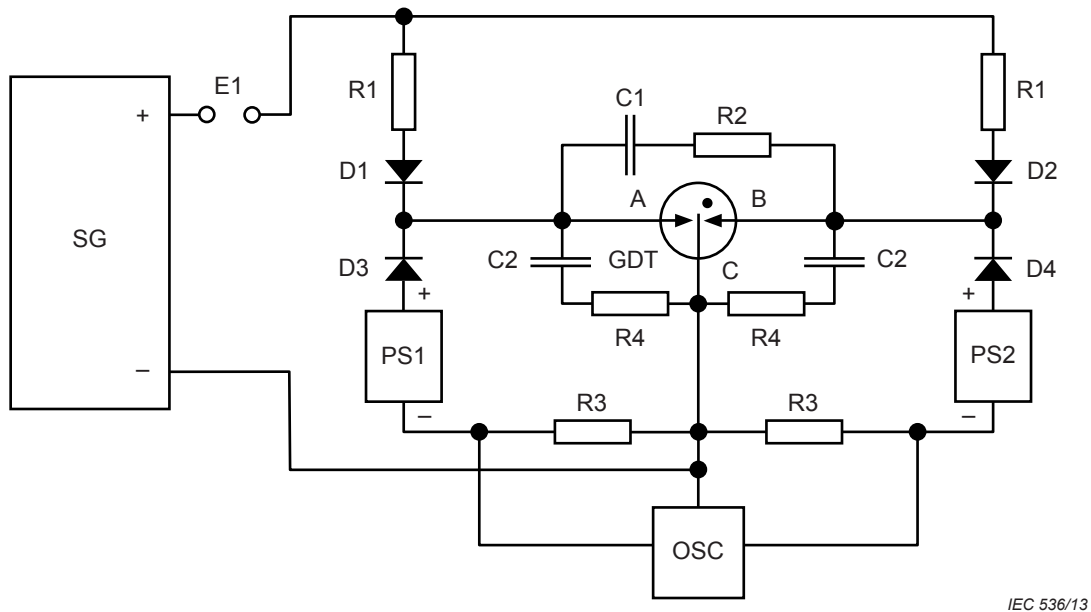 E1
R1
R1
C1
R2
+
D1
D2
A
B
SG
C2
GDT
C2
D3
C
D4
+
+
R4
R4
PS1
PS2
–
–
–
R3
R3
OSC
IEC 536/13